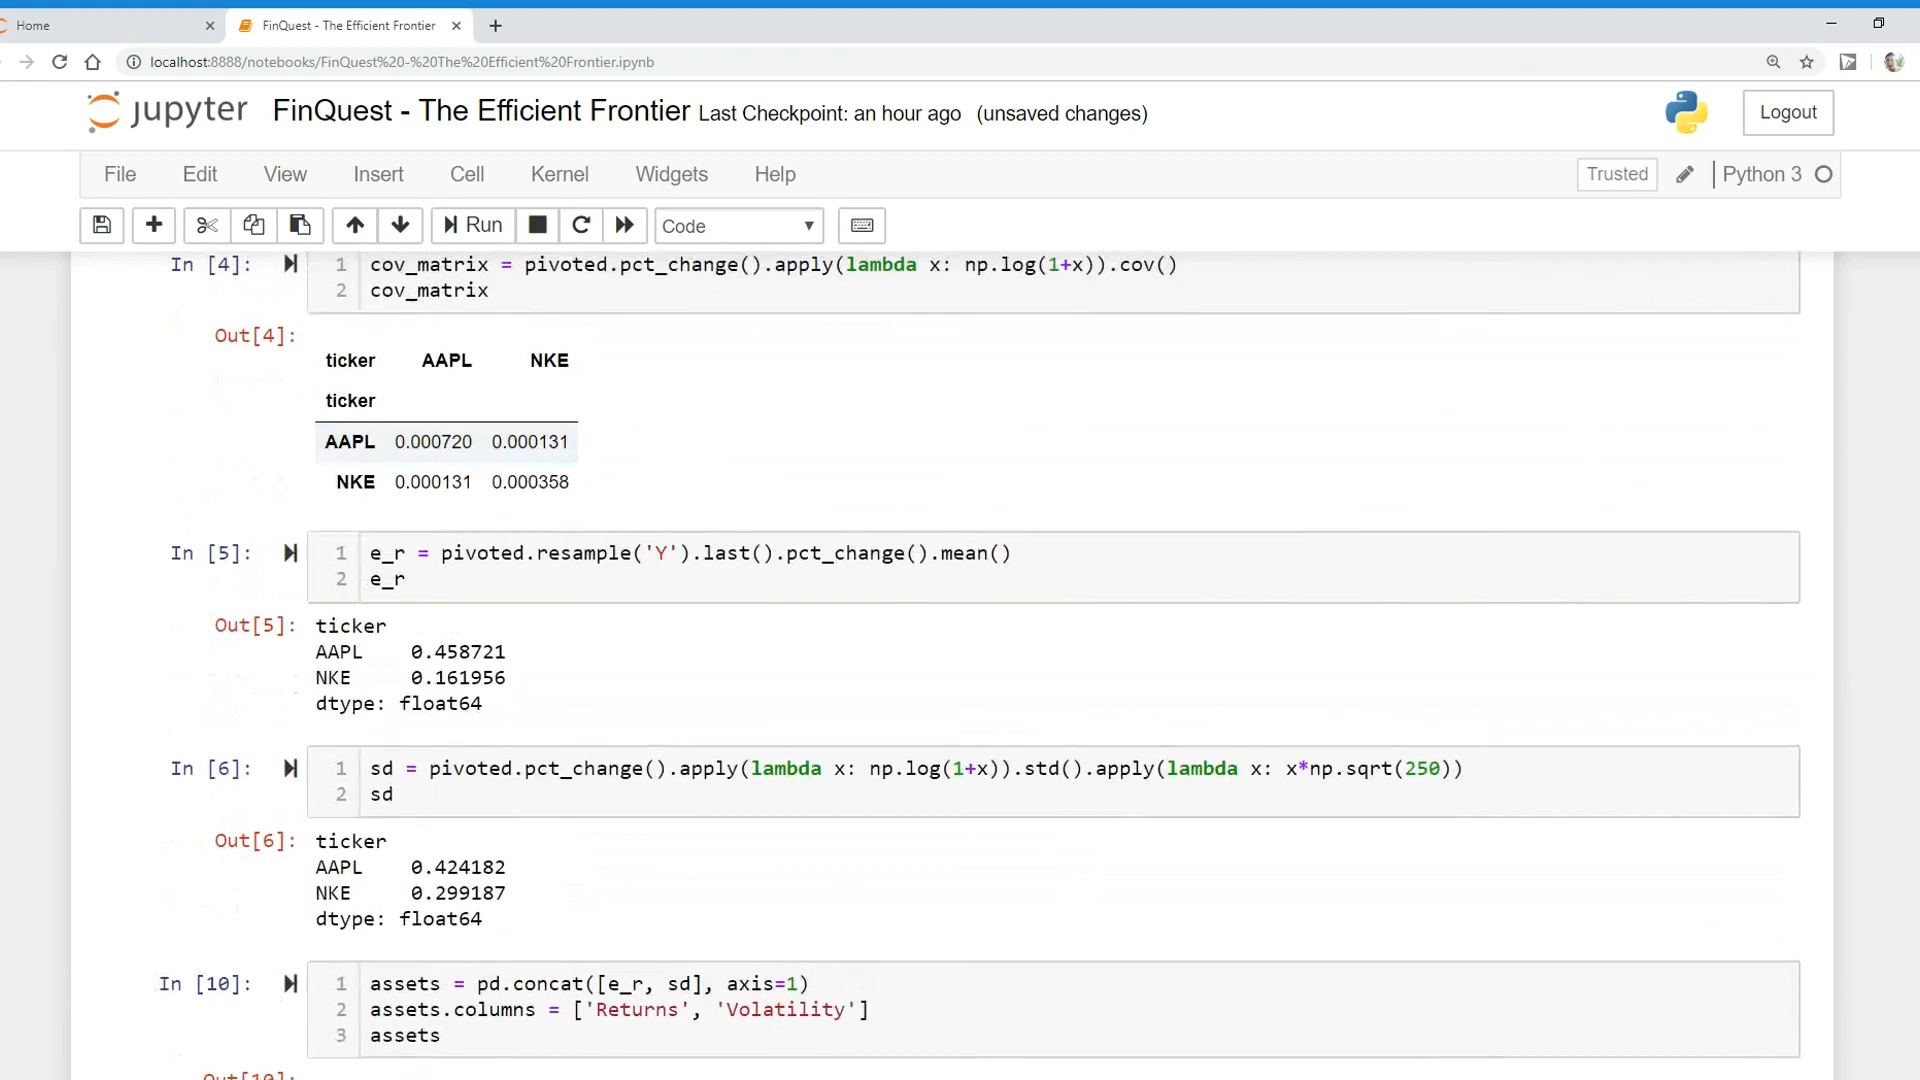 Home
FinQuest - The Efficient Frontier
localhost:8888/notebooks/FinQuest%20-%20The%20Efficient%20Frontier.ipynb
jupyter FinQuest - The Efficient Frontier Last Checkpoint: an hour ago (unsaved changes)
Logout
File Edit View Insert Cell Kernel Widgets Help
Trusted Python 3
Run Code
In [4]:
1 cov_matrix = pivoted.pct_change().apply(lambda x: np.log(1+x)).cov()
2 cov_matrix
Out[4]:
ticker AAPL NKE
ticker
AAPL 0.000720 0.000131
NKE 0.000131 0.000358
In [5]:
1 e_r = pivoted.resample('Y').last().pct_change().mean()
2 e_r
Out[5]:
ticker
AAPL 0.458721
NKE 0.161956
dtype: float64
In [6]:
1 sd = pivoted.pct_change().apply(lambda x: np.log(1+x)).std().apply(lambda x: x*np.sqrt(250))
2 sd
Out[6]:
ticker
AAPL 0.424182
NKE 0.299187
dtype: float64
In [10]:
1 assets = pd.concat([e_r, sd], axis=1)
2 assets.columns = ['Returns', 'Volatility']
3 assets
Out[10]: